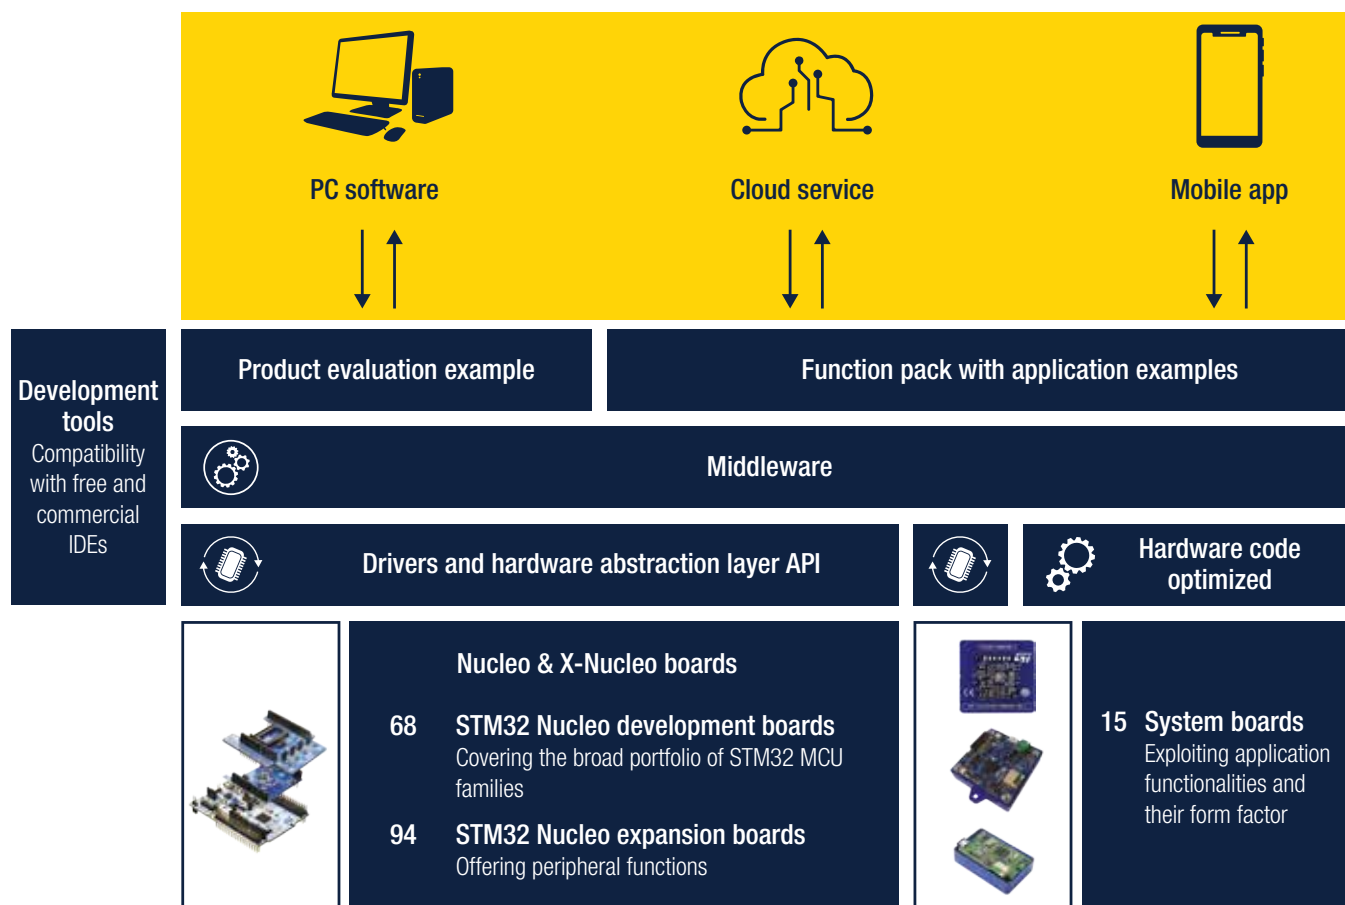 PC software
Cloud service
Mobile app
Development
tools
Compatibility
with free and
commercial
IDEs
Product evaluation example
Function pack with application examples
Middleware
Drivers and hardware abstraction layer API
Hardware code
optimized
Nucleo & X-Nucleo boards
68 STM32 Nucleo development boards
Covering the broad portfolio of STM32 MCU
families
94 STM32 Nucleo expansion boards
Offering peripheral functions
15 System boards
Exploiting application
functionalities and
their form factor